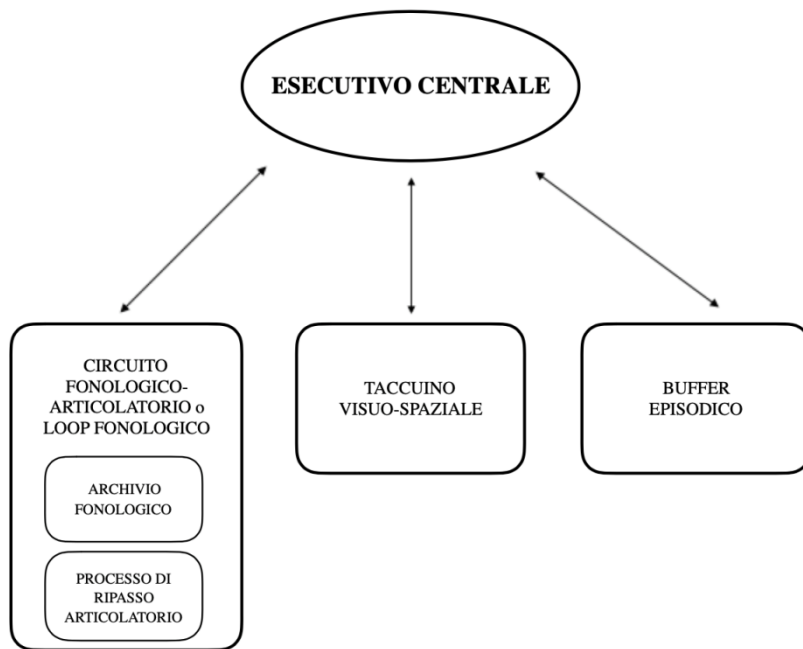 ESECUTIVO CENTRALE
CIRCUITO
FONOLOGICO-
ARTICOLATORIO o
LOOP FONOLOGICO
ARCHIVIO
FONOLOGICO
PROCESSO DI
RIPASSO
ARTICOLATORIO
TACCUINO
VISUO-SPAZIALE
BUFFER
EPISODICO